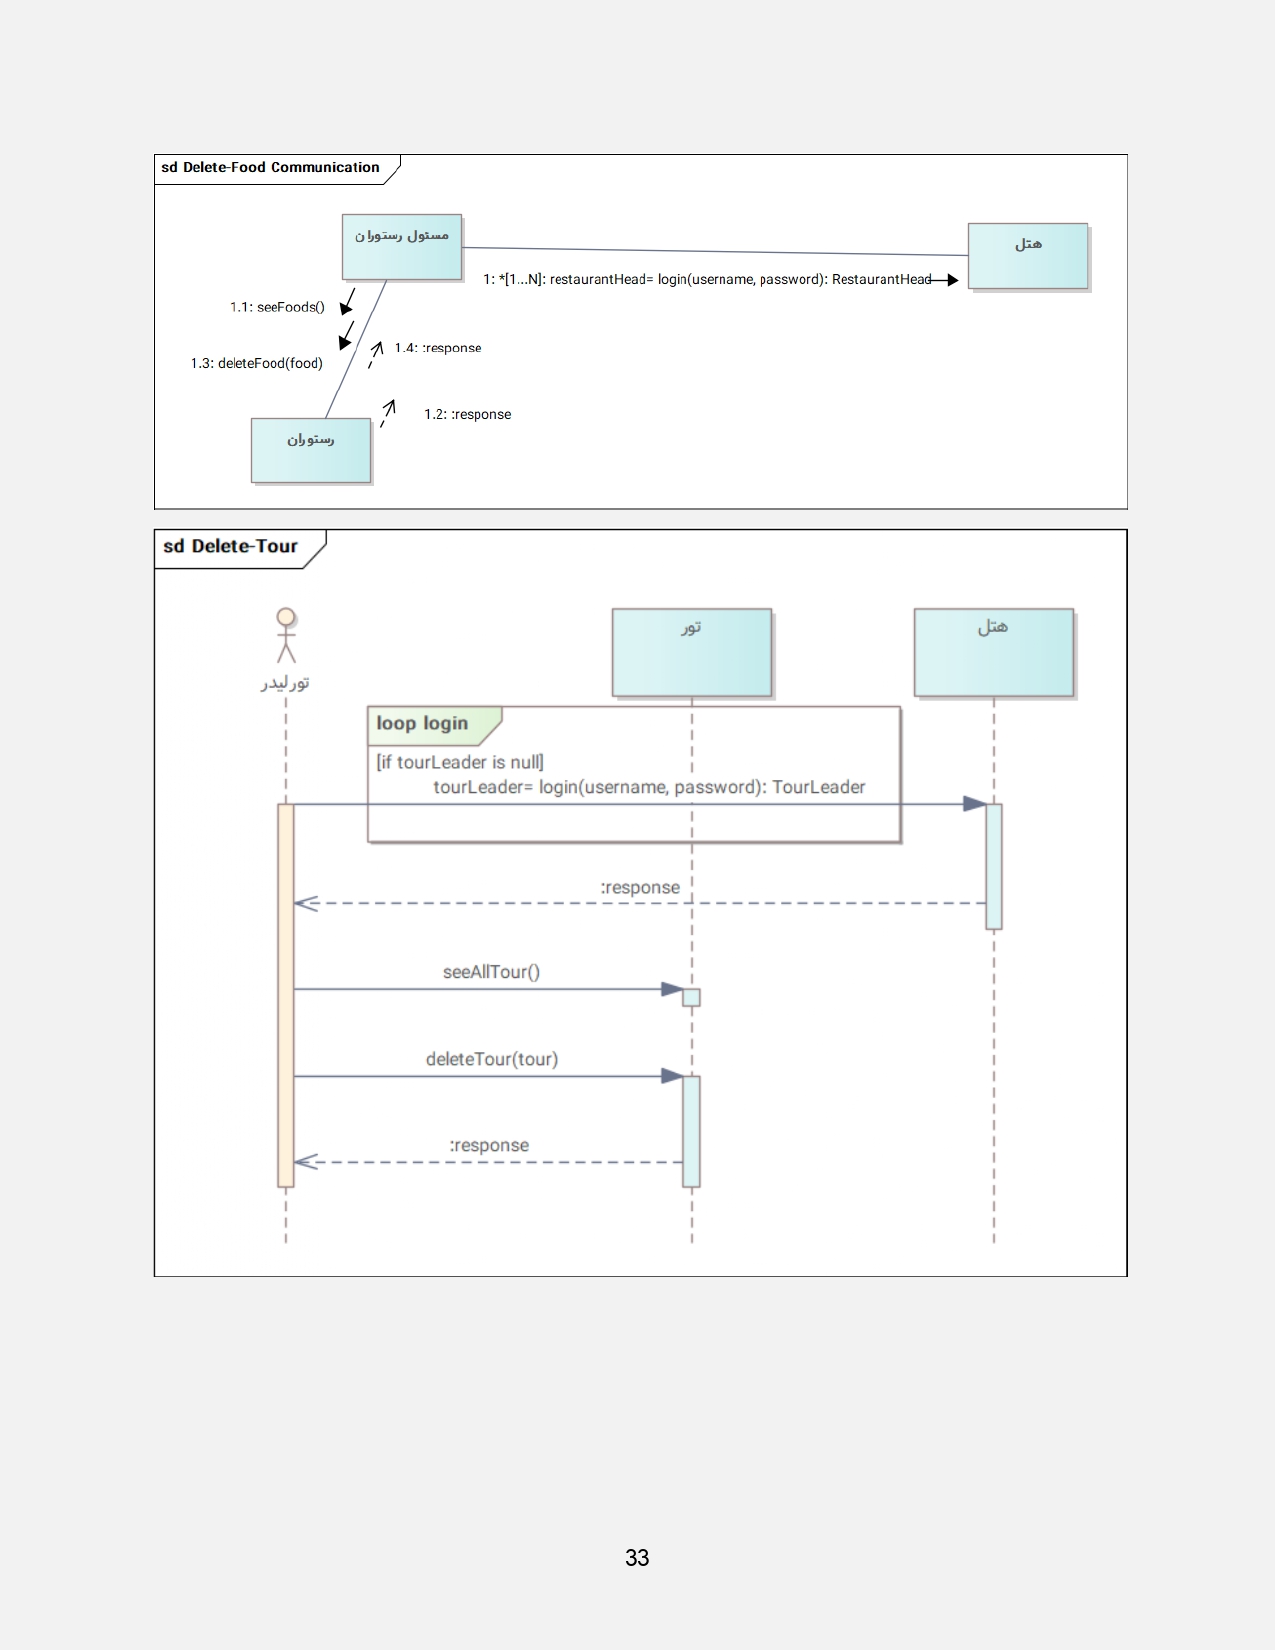 sd Delete-Food Communication
مسئول رستوران
هتل
1: *[1...N]: restaurantHead= login(username, password): RestaurantHead
1.1: seeFoods()
1.3: deleteFood(food)
1.4: :response
1.2: :response
رستوران
sd Delete-Tour
تور
هتل
تورلیدر
loop login
[if tourLeader is null]
tourLeader= login(username, password): TourLeader
:response
seeAllTour()
deleteTour(tour)
:response
33